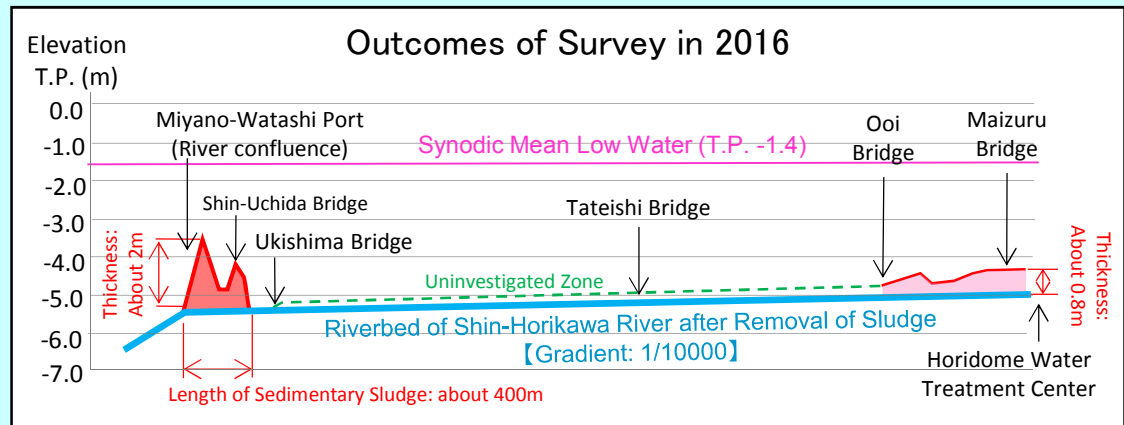 Outcomes of Survey in 2016
Elevation
T.P. (m)
0.0
-1.0
-2.0
-3.0
-4.0
-5.0
-6.0
-7.0
Miyano-Watashi Port
(River confluence)
Synodic Mean Low Water (T.P. -1.4)
Ooi
Bridge
Maizuru
Bridge
Shin-Uchida Bridge
Ukishima Bridge
Tateishi Bridge
Thickness:
About 2m
Uninvestigated Zone
Thickness:
About 0.8m
Riverbed of Shin-Horikawa River after Removal of Sludge
【Gradient: 1/10000】
Length of Sedimentary Sludge: about 400m
Horidome Water
Treatment Center